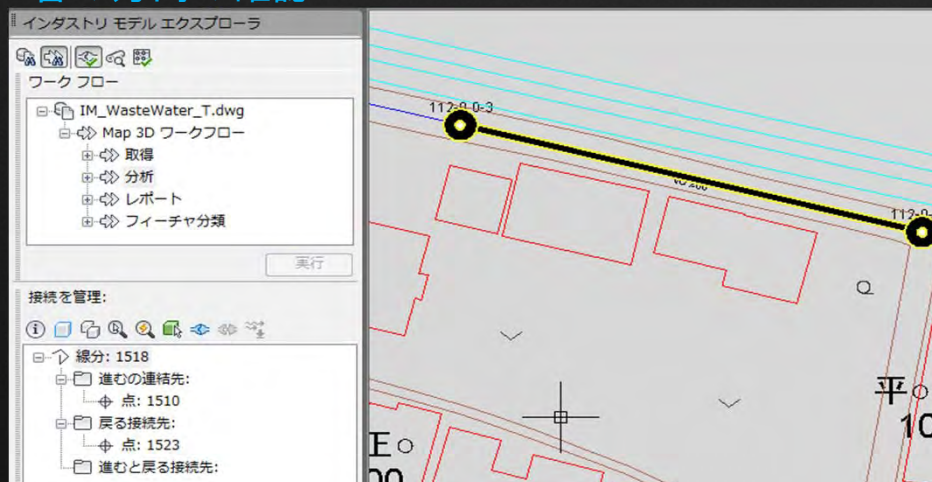 インダストリ モデル エクスプローラ
ワーク フロー
IM_WasteWater_T.dwg
Map 3D ワークフロー
取得
分析
レポート
フィーチャ分類
実行
接続を管理:
線分: 1518
進むの連結先:
点: 1510
戻る接続先:
点: 1523
進むと戻る接続先:
112-0 0-3
平
10